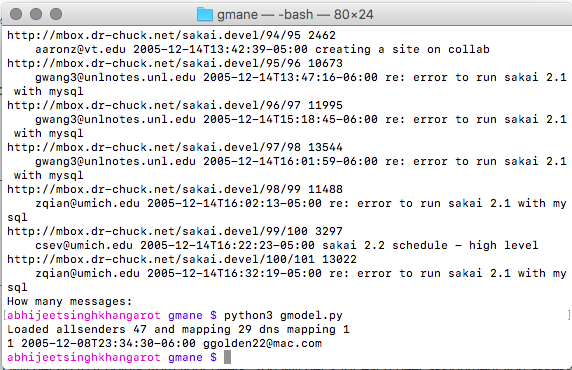 gmane — -bash — 80×24
http://mbox.dr-chuck.net/sakai.devel/94/95 2462
aaronz@vt.edu 2005-12-14T13:42:39-05:00 creating a site on collab
http://mbox.dr-chuck.net/sakai.devel/95/96 10673
gwang3@unlnotes.unl.edu 2005-12-14T13:47:16-06:00 re: error to run sakai 2.1
with mysql
http://mbox.dr-chuck.net/sakai.devel/96/97 11995
gwang3@unlnotes.unl.edu 2005-12-14T15:18:45-06:00 re: error to run sakai 2.1
with mysql
http://mbox.dr-chuck.net/sakai.devel/97/98 13544
gwang3@unlnotes.unl.edu 2005-12-14T16:01:59-06:00 re: error to run sakai 2.1
with mysql
http://mbox.dr-chuck.net/sakai.devel/98/99 11488
zqian@umich.edu 2005-12-14T16:02:13-05:00 re: error to run sakai 2.1 with my
sql
http://mbox.dr-chuck.net/sakai.devel/99/100 3297
csev@umich.edu 2005-12-14T16:22:23-05:00 sakai 2.2 schedule - high level
http://mbox.dr-chuck.net/sakai.devel/100/101 13022
zqian@umich.edu 2005-12-14T16:32:19-05:00 re: error to run sakai 2.1 with my
sql
How many messages:
[abhijeetsinghkhangarot gmane $ python3 gmodel.py ]
Loaded allsenders 47 and mapping 29 dns mapping 1
1 2005-12-08T23:34:30-06:00 ggolden22@mac.com
abhijeetsinghkhangarot gmane $